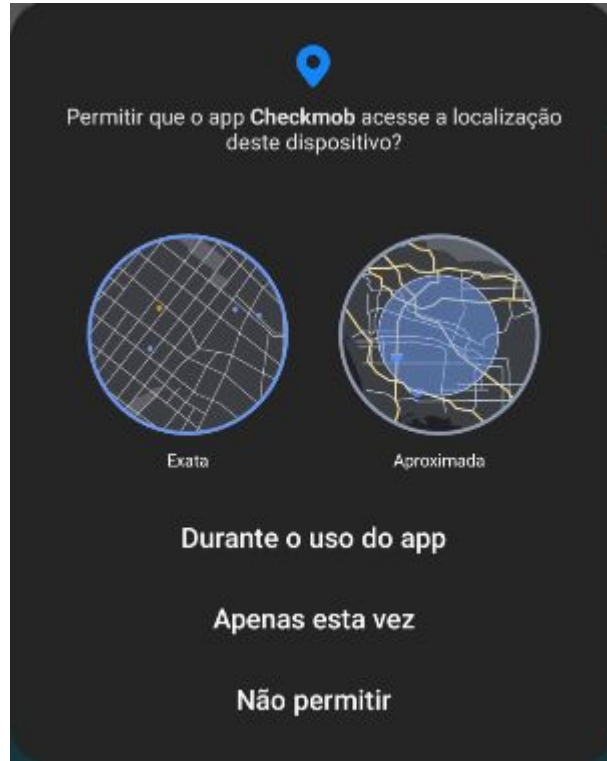 Permitir que o app Checkmob acesse a localização
deste dispositivo?
Exata
Aproximada
Durante o uso do app
Apenas esta vez
Não permitir